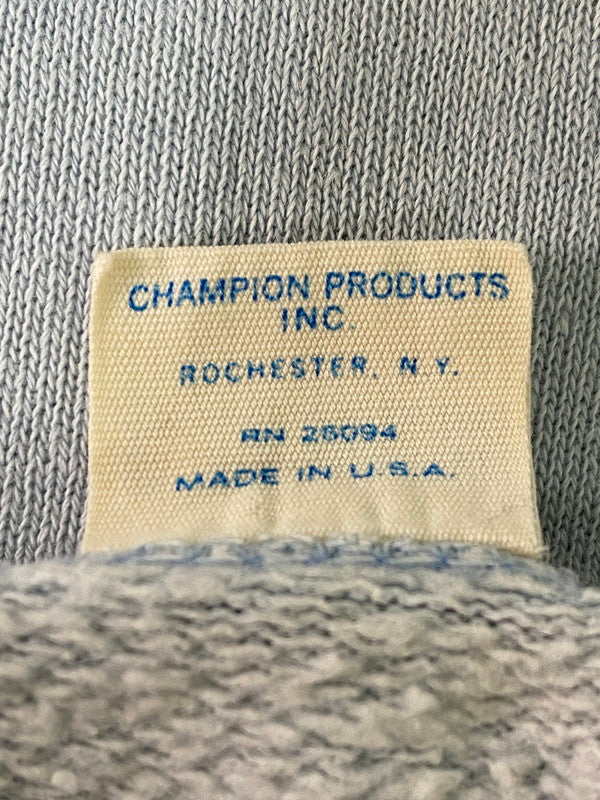 CHAMPION PRODUCTS
INC.
ROCHESTER, N.Y.
RN 26094
MADE IN U.S.A.